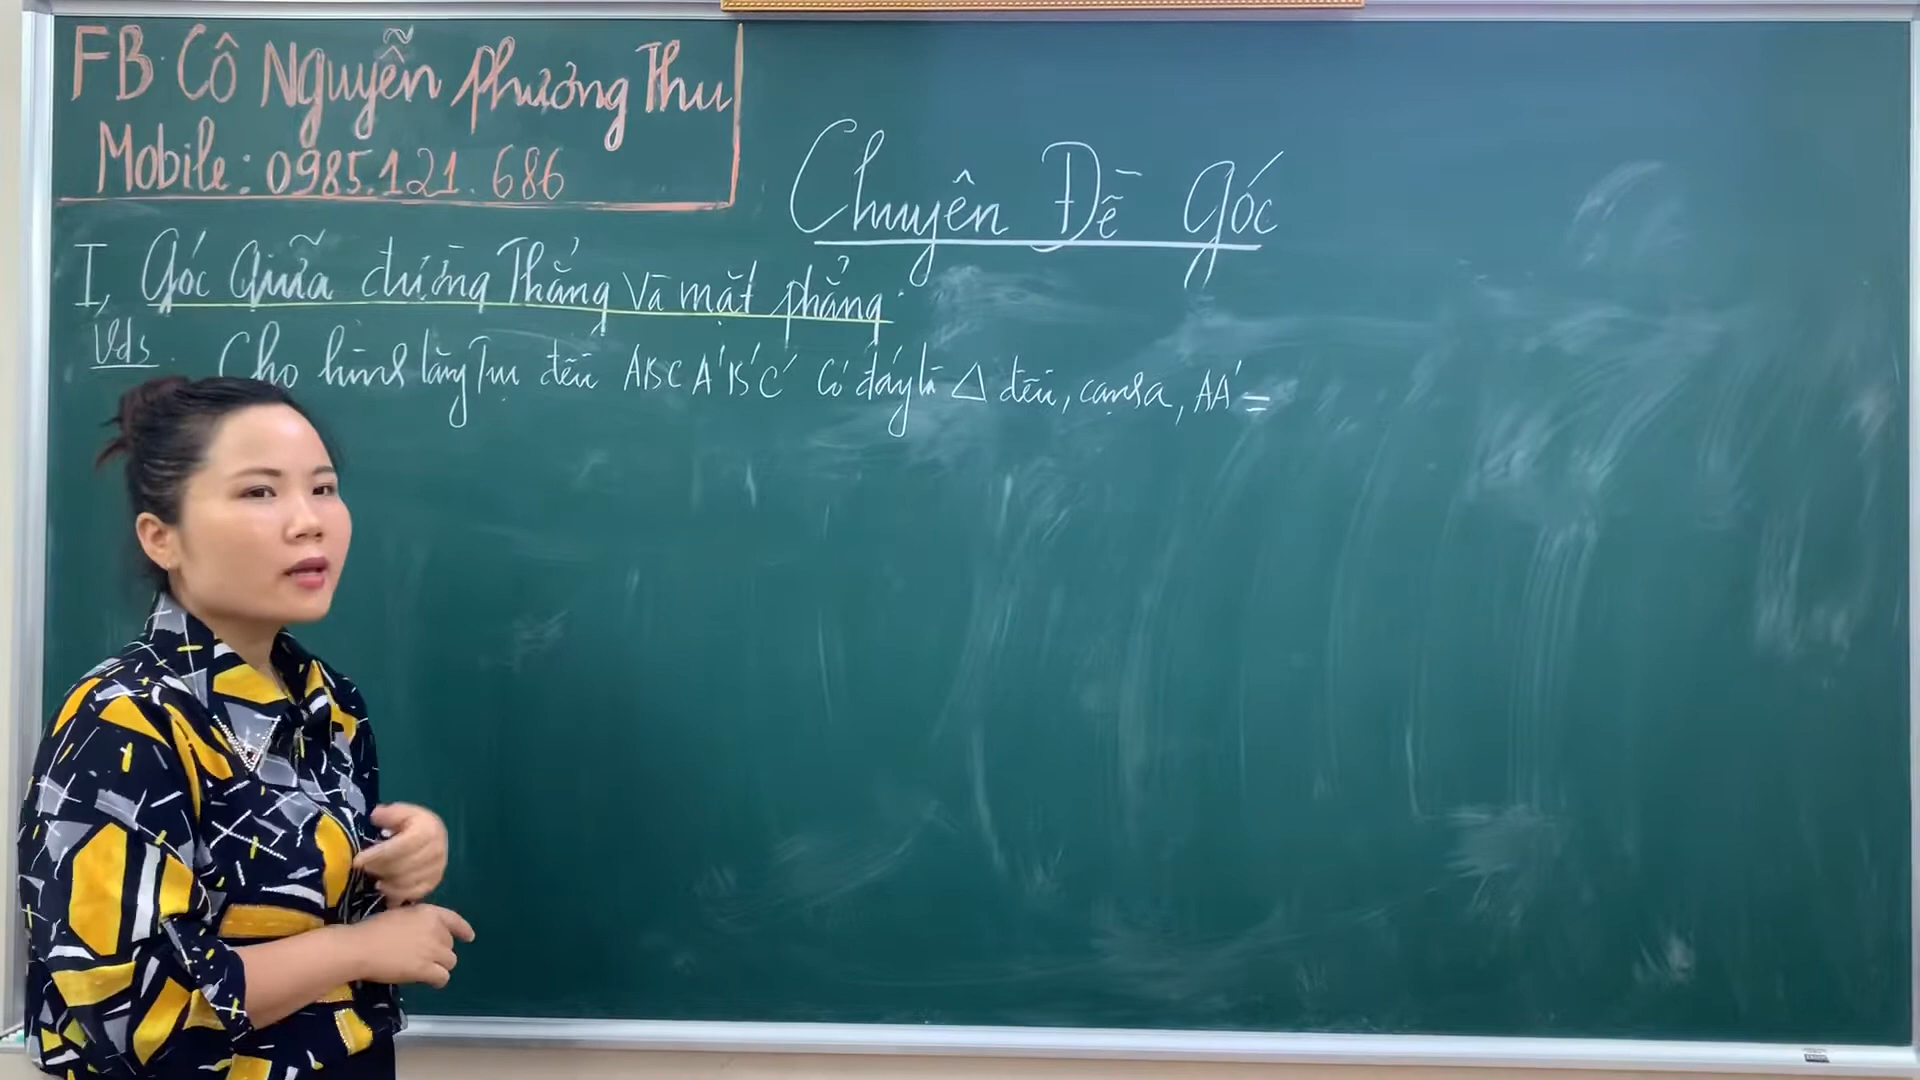 FB: Cô Nguyễn Phương Thu
Mobile: 0985.121.686
Chuyên Đề Góc
I, Góc Giữa đường Thẳng và mặt phẳng.
Vd5. Cho hình lăng Trụ đều ABC A'B'C' có đáy là Δ đều, cạnh a, AA' =